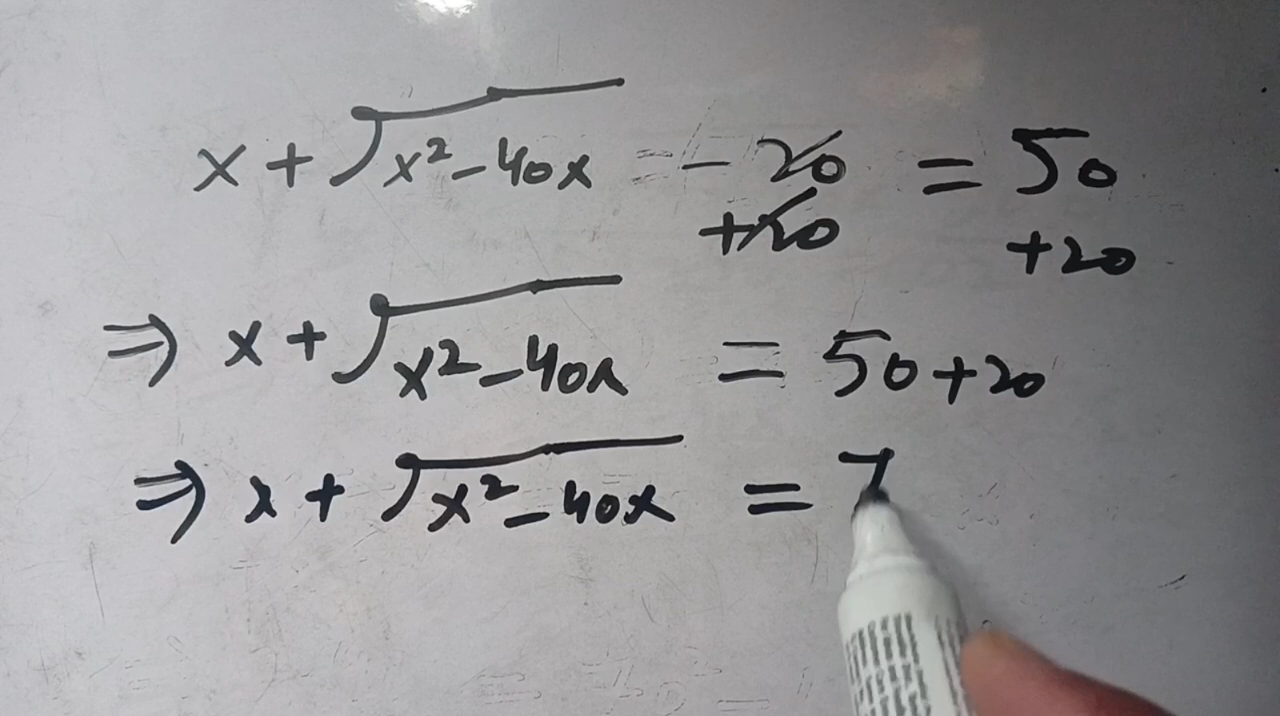 x + √x² - 40x - 20 = 50
+20 +20
⇒ x + √x² - 40x = 50 + 20
⇒ x + √x² - 40x = 7